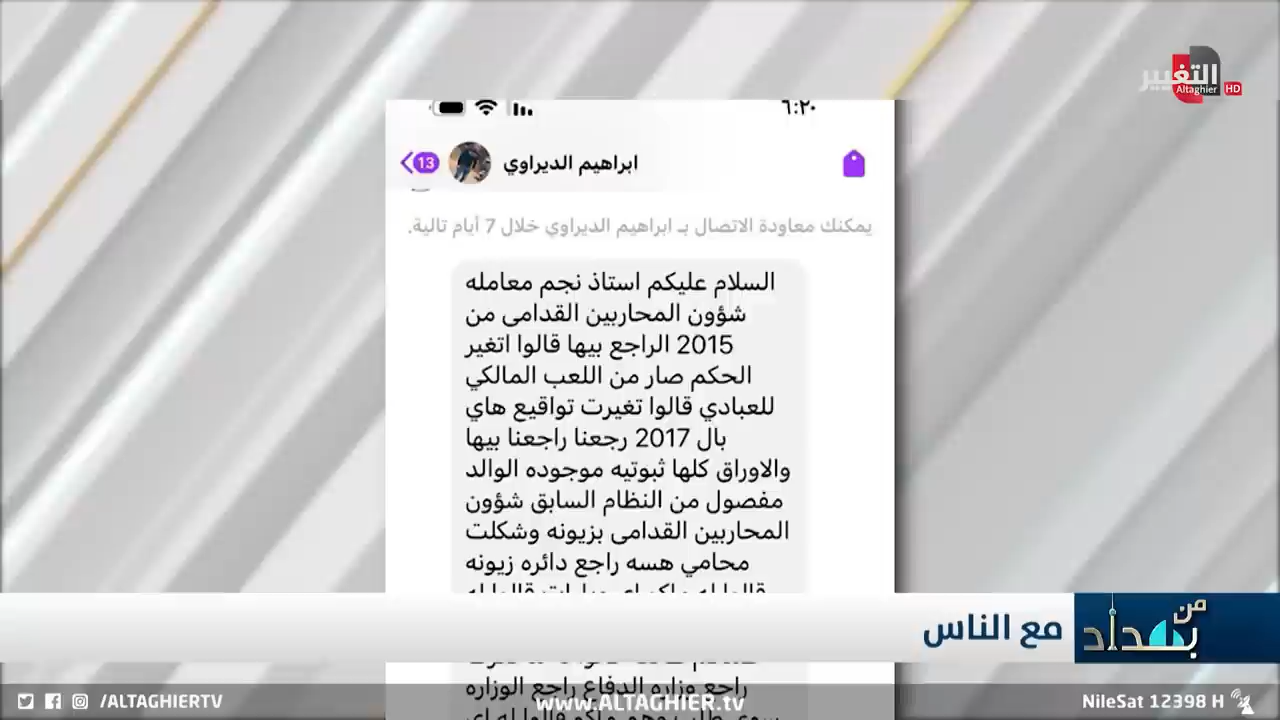 التغيير
Altaghier HD
٦:٢٠
13
ابراهيم الديراوي
يمكنك معاودة الاتصال بـ ابراهيم الديراوي خلال 7 أيام تالية.
السلام عليكم استاذ نجم معامله
شؤون المحاربين القدامى من
2015 الراجع بيها قالوا اتغير
الحكم صار من اللعب المالكي
للعبادي قالوا تغيرت تواقيع هاي
بال 2017 رجعنا راجعنا بيها
والاوراق كلها ثبوتيه موجوده الوالد
مفصول من النظام السابق شؤون
المحاربين القدامى بزيونه وشكلت
محامي هسه راجع دائره زيونه
من بغداد
مع الناس
راجع وزاره الدفاع راجع الوزاره
/ALTAGHIERTV
www.ALTAGHIER.tv
NileSat 12398 H